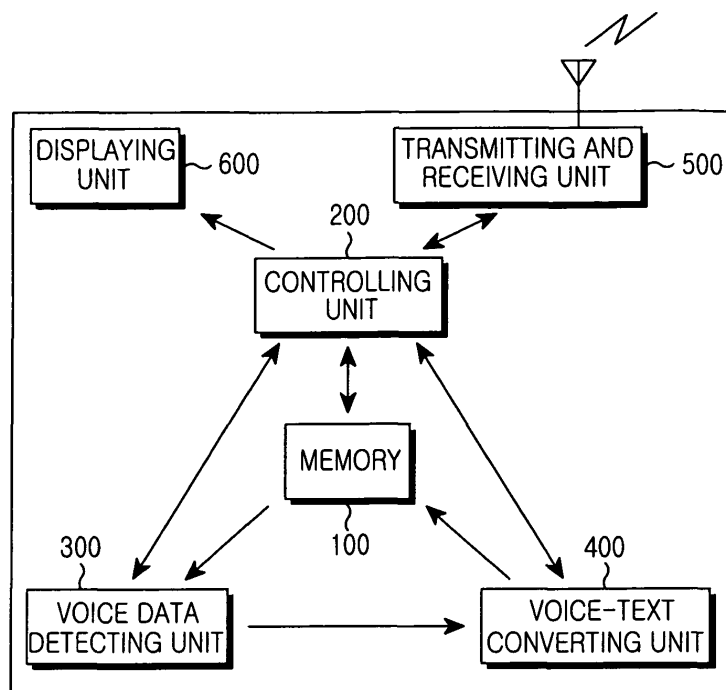 DISPLAYING
UNIT
600
TRANSMITTING AND
RECEIVING UNIT
500
200
CONTROLLING
UNIT
MEMORY
100
300
VOICE DATA
DETECTING UNIT
400
VOICE-TEXT
CONVERTING UNIT